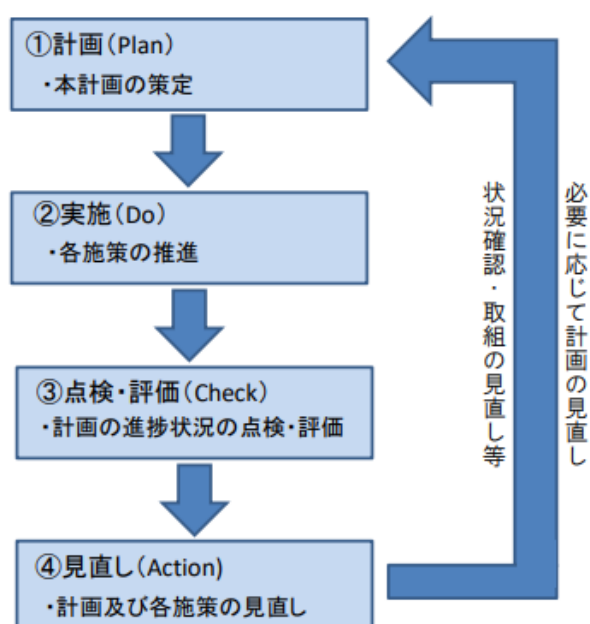 ①計画(Plan)
・本計画の策定
②実施(Do)
・各施策の推進
③点検・評価(Check)
・計画の進捗状況の点検・評価
④見直し(Action)
・計画及び各施策の見直し
必要に応じて計画の見直し
状況確認・取組の見直し等